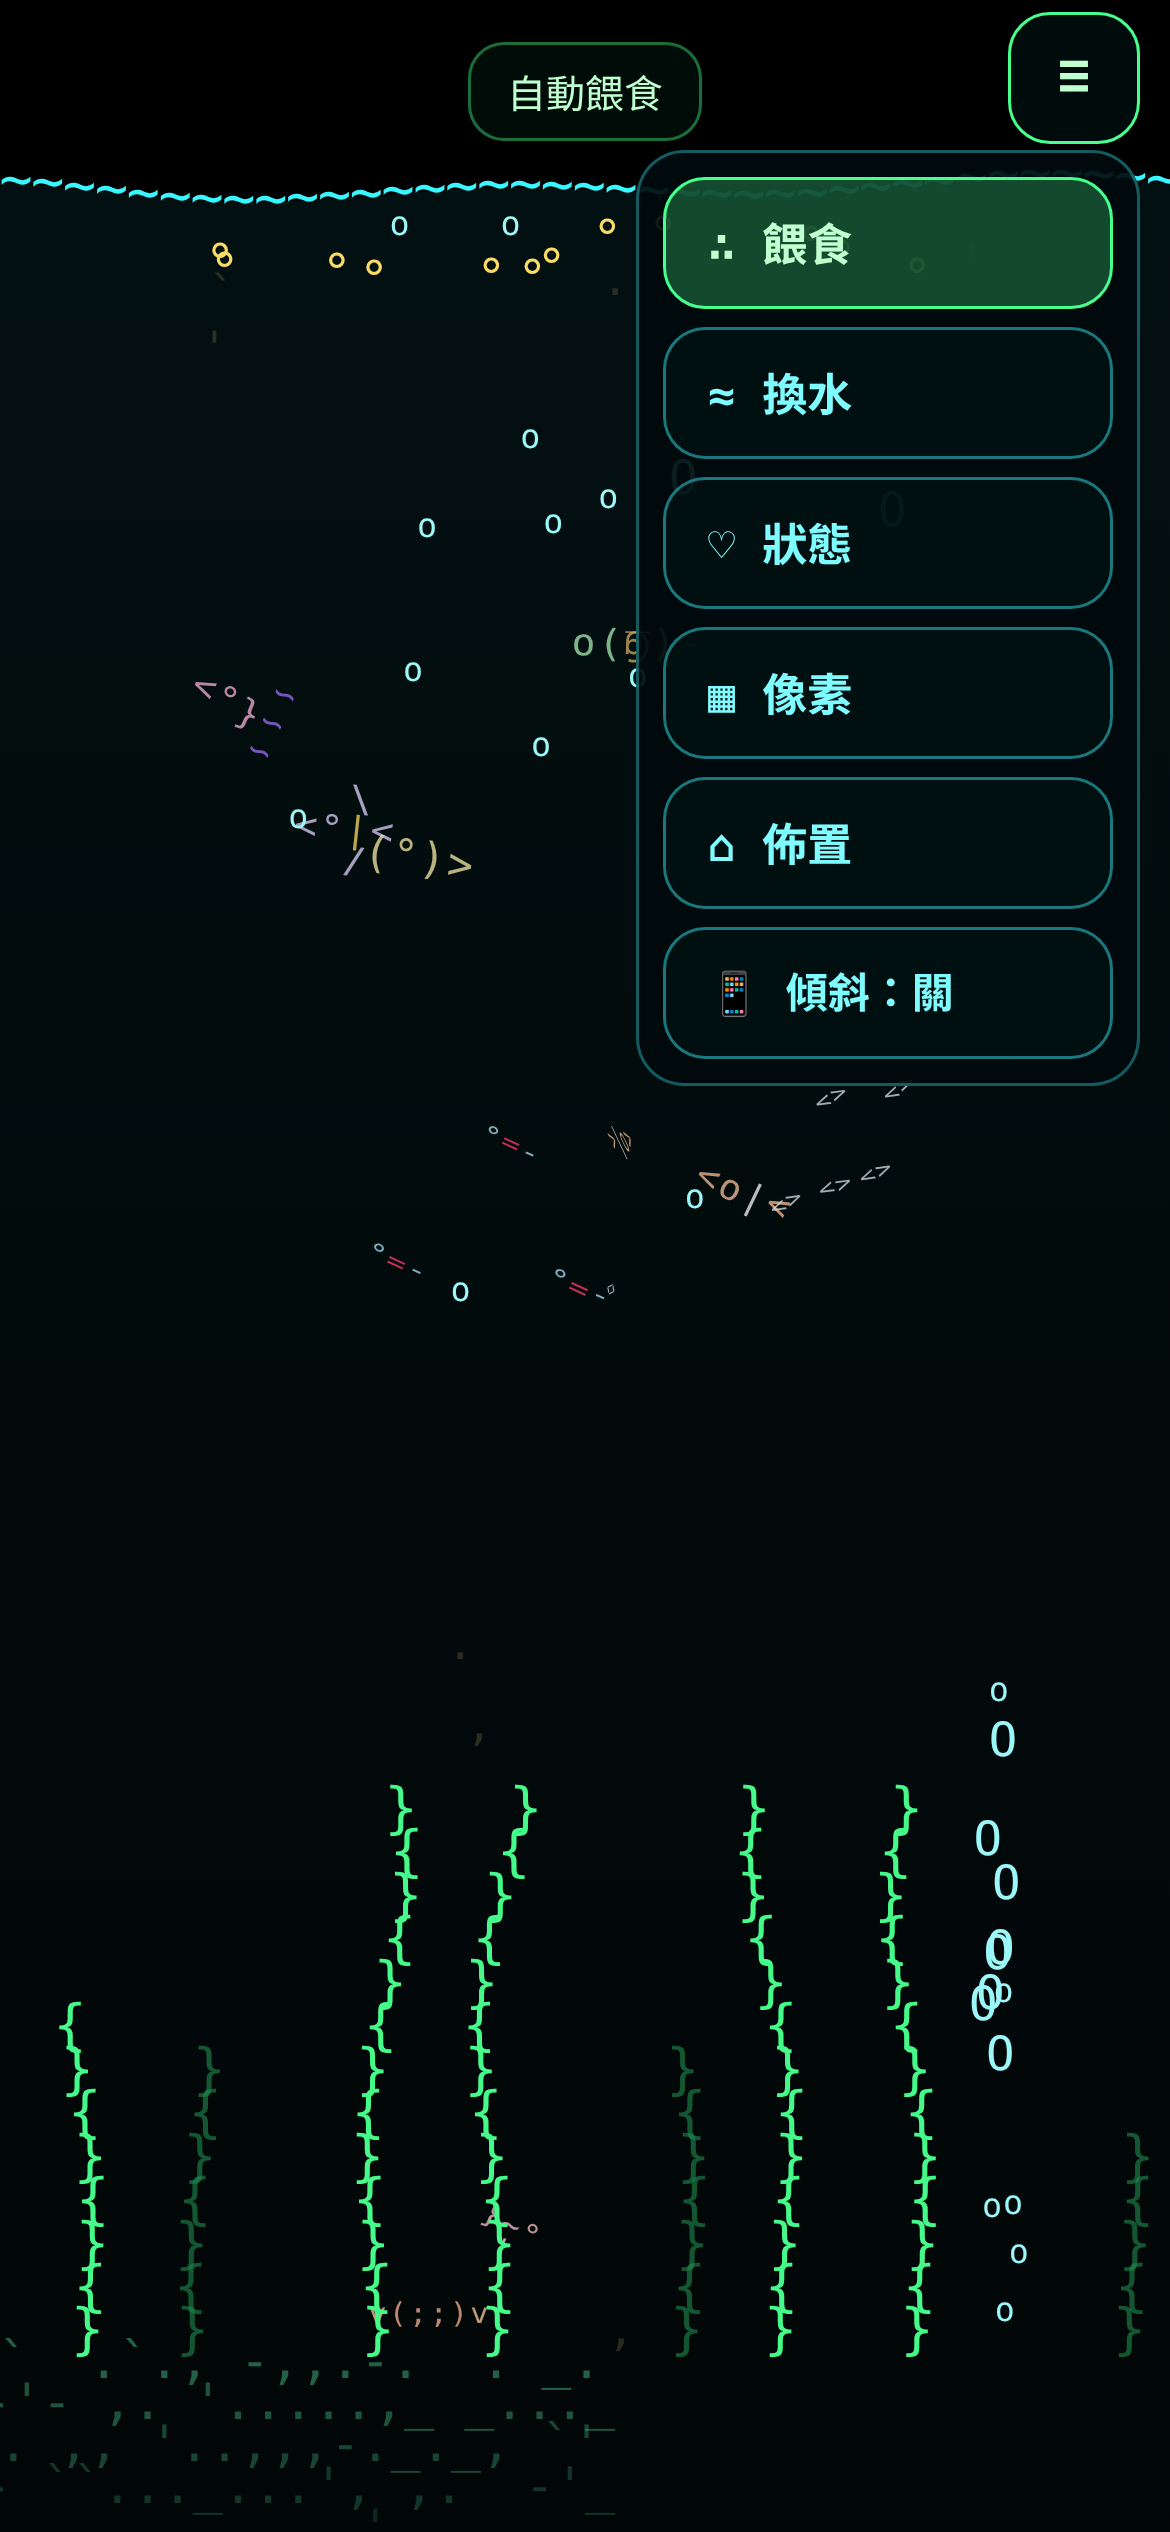 自動餵食
☰
∴ 餵食
≈ 換水
♡ 狀態
▦ 像素
⌂ 佈置
📱 傾斜：關